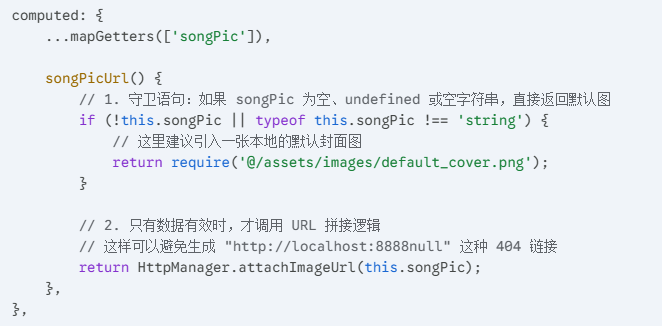 computed: {
    ...mapGetters(['songPic']),

    songPicUrl() {
        // 1. 守卫语句：如果 songPic 为空、undefined 或空字符串，直接返回默认图
        if (!this.songPic || typeof this.songPic !== 'string') {
            // 这里建议引入一张本地的默认封面图
            return require('@/assets/images/default_cover.png');
        }

        // 2. 只有数据有效时，才调用 URL 拼接逻辑
        // 这样可以避免生成 "http://localhost:8888null" 这种 404 链接
        return HttpManager.attachImageUrl(this.songPic);
    },
},